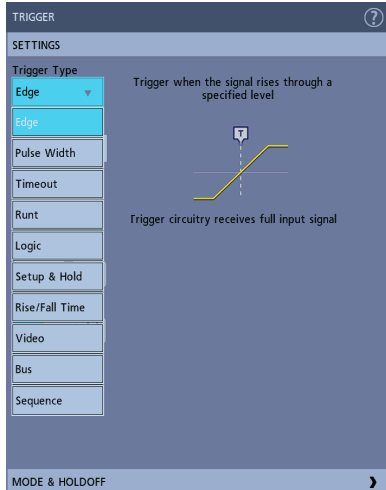 TRIGGER
?
SETTINGS
Trigger Type
Edge
Edge
Pulse Width
Timeout
Runt
Logic
Setup & Hold
Rise/Fall Time
Video
Bus
Sequence
Trigger when the signal rises through a
specified level
T
Trigger circuitry receives full input signal
MODE & HOLDOFF